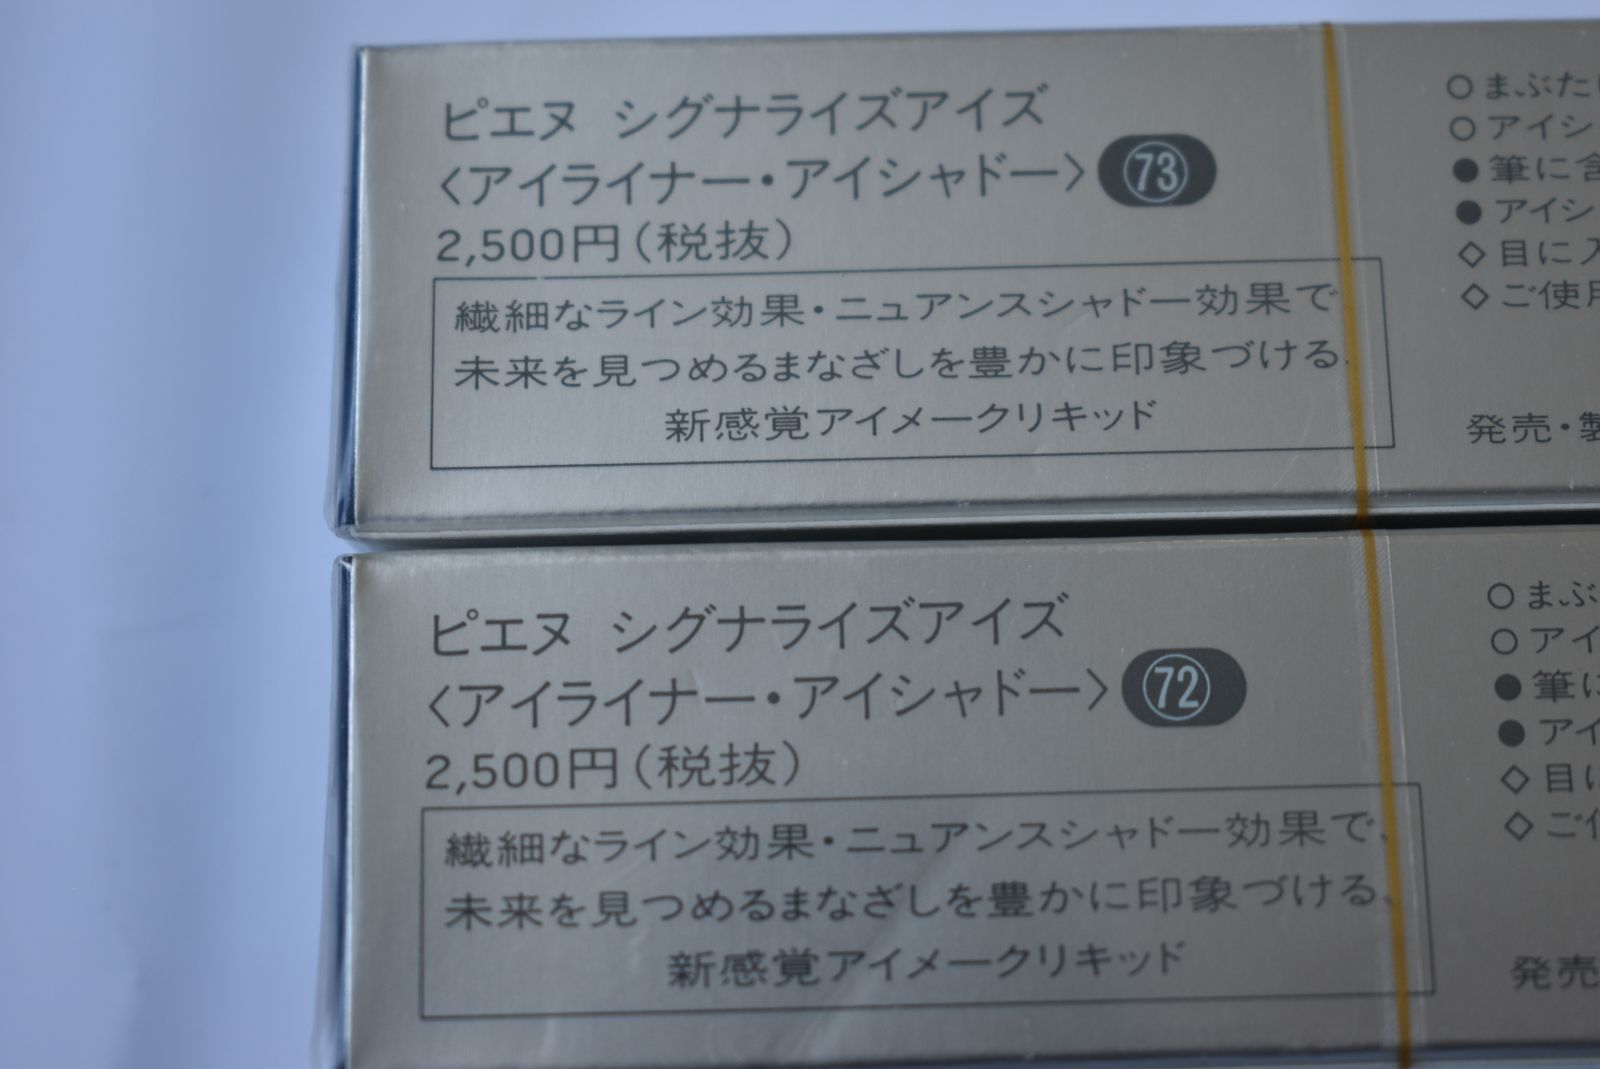 ピエヌ シグナライズアイズ
〈アイライナー・アイシャドー〉 73
2,500円(税抜)
繊細なライン効果・ニュアンスシャドー効果で
未来を見つめるまなざしを豊かに印象づける、
新感覚アイメークリキッド
○まぶた
○アイシ
●筆に含
●アイシ
◇目に入
◇ご使用
発売・製
ピエヌ シグナライズアイズ
〈アイライナー・アイシャドー〉 72
2,500円(税抜)
繊細なライン効果・ニュアンスシャドー効果で、
未来を見つめるまなざしを豊かに印象づける、
新感覚アイメークリキッド
○まぶ
○アイ
●筆に
●アイ
◇目に
◇ご使
発売